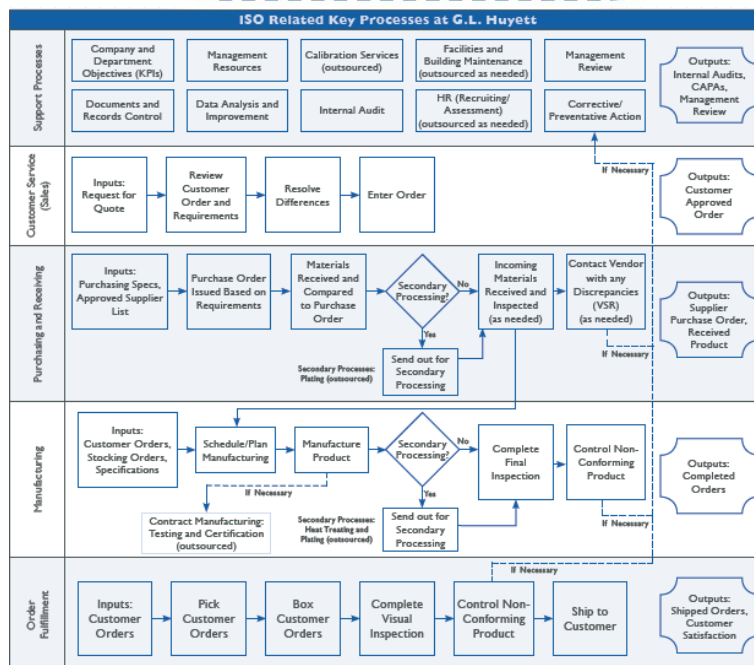 ISO Related Key Processes at G.L. Huyett
Support Processes
Company and
Department
Objectives (KPIs)
Management
Resources
Calibration Services
(outsourced)
Facilities and
Building Maintenance
(outsourced as needed)
Management
Review
Outputs:
Internal Audits,
CAPAs,
Management
Review
Documents and
Records Control
Data Analysis and
Improvement
Internal Audit
HR (Recruiting/
Assessment)
(outsourced as needed)
Corrective/
Preventative Action
If Necessary
Customer Service
(Sales)
Inputs:
Request for
Quote
Review
Customer
Order and
Requirements
Resolve
Differences
Enter Order
Outputs:
Customer
Approved
Order
Purchasing and Receiving
Inputs:
Purchasing Specs,
Approved Supplier
List
Purchase Order
Issued Based on
Requirements
Materials
Received and
Compared
to Purchase
Order
Secondary
Processing?
No
Yes
Incoming
Materials
Received and
Inspected
(as needed)
Contact Vendor
with any
Discrepancies
(VSR)
(as needed)
Outputs:
Supplier
Purchase Order,
Received
Product
If Necessary
Secondary Processes:
Plating (outsourced)
Send out for
Secondary
Processing
Manufacturing
Inputs:
Customer Orders,
Stocking Orders,
Specifications
Schedule/Plan
Manufacturing
Manufacture
Product
Secondary
Processing?
No
Yes
Complete
Final
Inspection
Control Non-
Conforming
Product
Outputs:
Completed
Orders
If Necessary
Contract Manufacturing:
Testing and Certification
(outsourced)
Secondary Processes:
Heat Treating and
Plating (outsourced)
Send out for
Secondary
Processing
If Necessary
Order
Fulfillment
If Necessary
Inputs:
Customer
Orders
Pick
Customer
Orders
Box
Customer
Orders
Complete
Visual
Inspection
Control Non-
Conforming
Product
Ship to
Customer
Outputs:
Shipped Orders,
Customer
Satisfaction